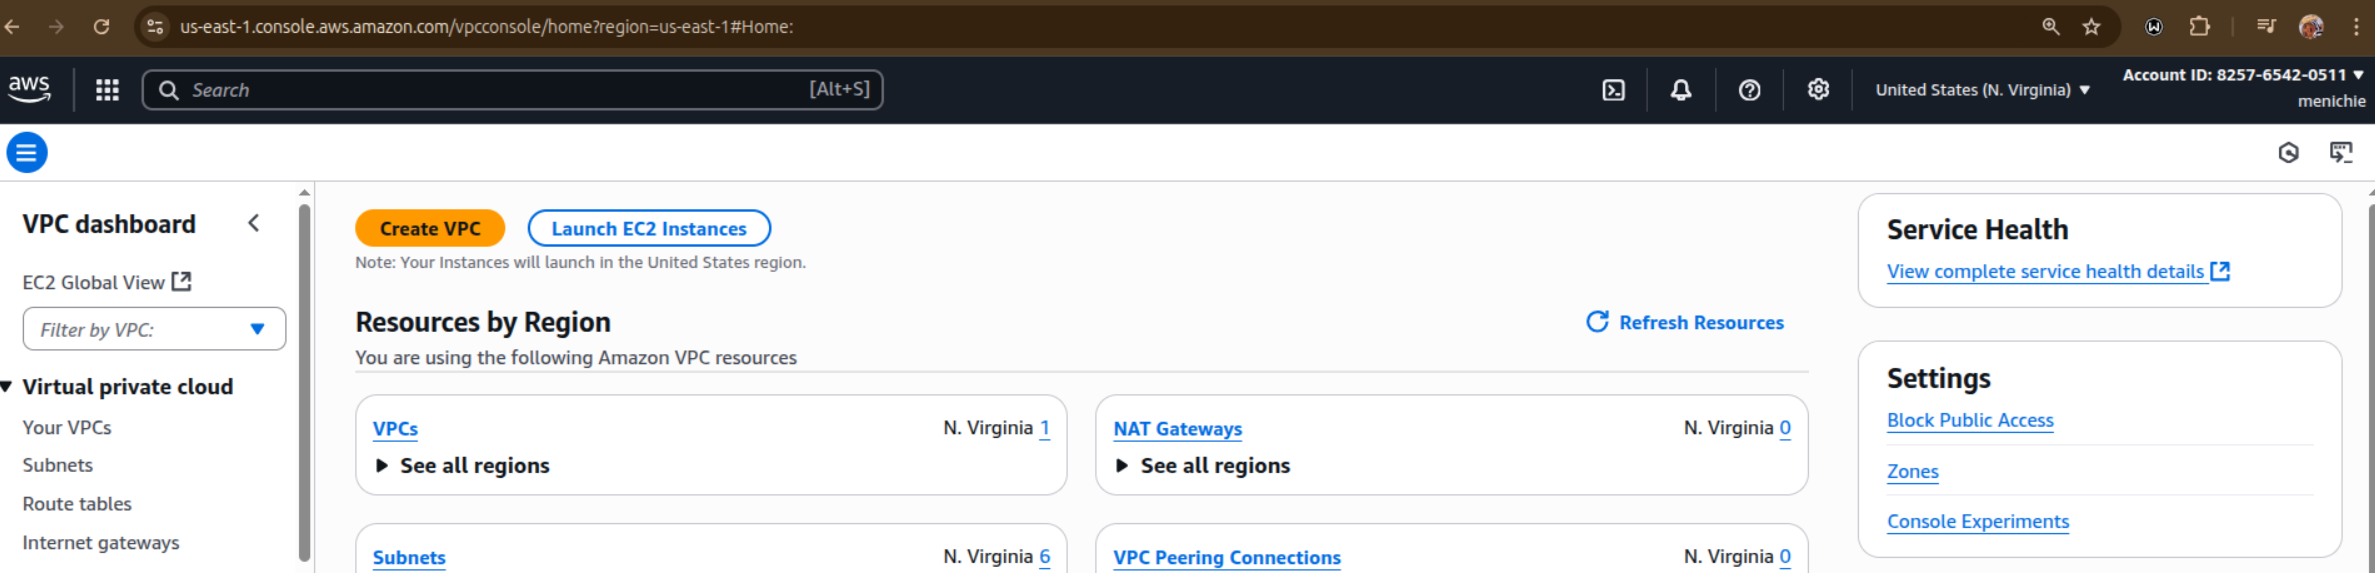 us-east-1.console.aws.amazon.com/vpcconsole/home?region=us-east-1#Home:
aws
Search
[Alt+S]
United States (N. Virginia)
Account ID: 8257-6542-0511
menichie
VPC dashboard
EC2 Global View
Filter by VPC:
Virtual private cloud
Your VPCs
Subnets
Route tables
Internet gateways
Create VPC
Launch EC2 Instances
Note: Your Instances will launch in the United States region.
Resources by Region
Refresh Resources
You are using the following Amazon VPC resources
VPCs
N. Virginia 1
See all regions
NAT Gateways
N. Virginia 0
See all regions
Subnets
N. Virginia 6
VPC Peering Connections
N. Virginia 0
Service Health
View complete service health details
Settings
Block Public Access
Zones
Console Experiments